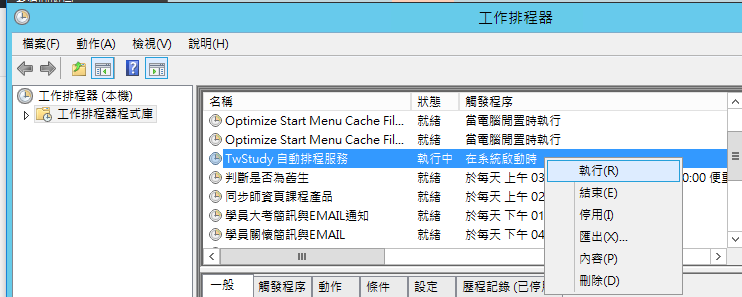 工作排程器
檔案(F) 動作(A) 檢視(V) 說明(H)
工作排程器 (本機)
工作排程器程式庫
名稱 狀態 觸發程序
Optimize Start Menu Cache Fil... 就緒 當電腦閒置時執行
Optimize Start Menu Cache Fil... 就緒 當電腦閒置時執行
TwStudy 自動排程服務 執行中 在系統啟動時
判斷是否為舊生 就緒 於每天 上午 03 0:00 便重
同步師資頁課程產品 就緒 於每天 上午 05
學員大考簡訊與EMAIL通知 就緒 於每天 下午 01
學員關懷簡訊與EMAIL 就緒 於每天 下午 04
執行(R)
結束(E)
停用(I)
匯出(X)...
內容(P)
刪除(D)
一般 觸發程序 動作 條件 設定 歷程記錄 (已停用